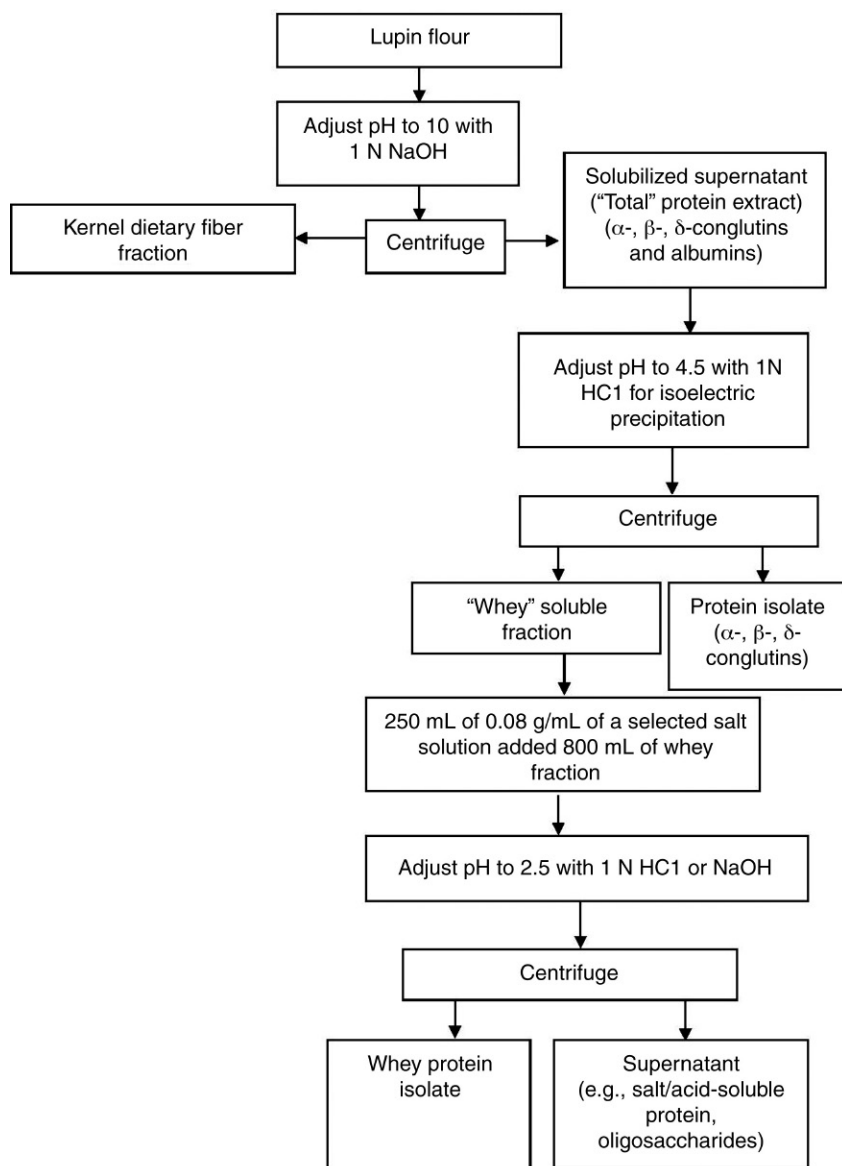 Lupin flour
Adjust pH to 10 with
1 N NaOH
Solubilized supernatant
(“Total” protein extract)
(α-, β-, δ-conglutins
and albumins)
Kernel dietary fiber
fraction
Centrifuge
Adjust pH to 4.5 with 1N
HC1 for isoelectric
precipitation
Centrifuge
“Whey” soluble
fraction
Protein isolate
(α-, β-, δ-
conglutins)
250 mL of 0.08 g/mL of a selected salt
solution added 800 mL of whey
fraction
Adjust pH to 2.5 with 1 N HC1 or NaOH
Centrifuge
Whey protein
isolate
Supernatant
(e.g., salt/acid-soluble
protein,
oligosaccharides)